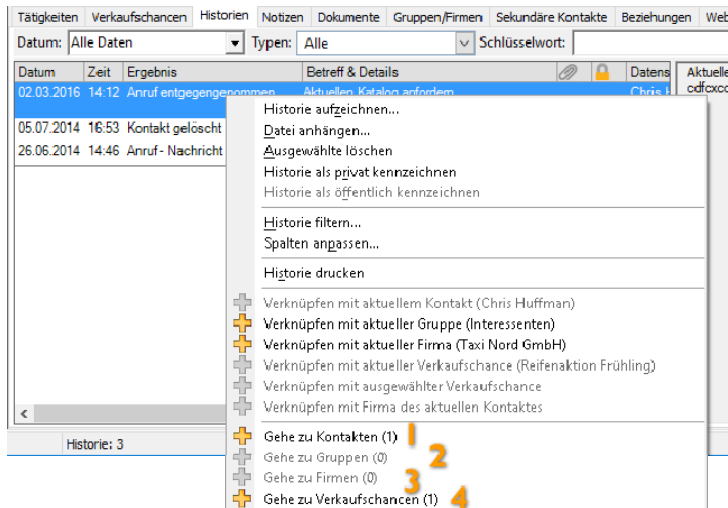 Tätigkeiten Verkaufschancen Historien Notizen Dokumente Gruppen/Firmen Sekundäre Kontakte Beziehungen Web
Datum: Alle Daten Typen: Alle Schlüsselwort:
Datum Zeit Ergebnis Betreff & Details Datens Aktuelle
02.03.2016 14:12 Anruf entgegengenommen Aktuellen Katalog anfordern Chris H
05.07.2014 16:53 Kontakt gelöscht
26.06.2014 14:46 Anruf - Nachricht
Historie aufzeichnen...
Datei anhängen...
Ausgewählte löschen
Historie als privat kennzeichnen
Historie als öffentlich kennzeichnen
Historie filtern...
Spalten anpassen...
Historie drucken
Verknüpfen mit aktuellem Kontakt (Chris Huffman)
Verknüpfen mit aktueller Gruppe (Interessenten)
Verknüpfen mit aktueller Firma (Taxi Nord GmbH)
Verknüpfen mit aktueller Verkaufschance (Reifenaktion Frühling)
Verknüpfen mit ausgewählter Verkaufschance
Verknüpfen mit Firma des aktuellen Kontaktes
Gehe zu Kontakten (1) 1
Gehe zu Gruppen (0) 2
Gehe zu Firmen (0) 3
Gehe zu Verkaufschancen (1) 4
Historie: 3